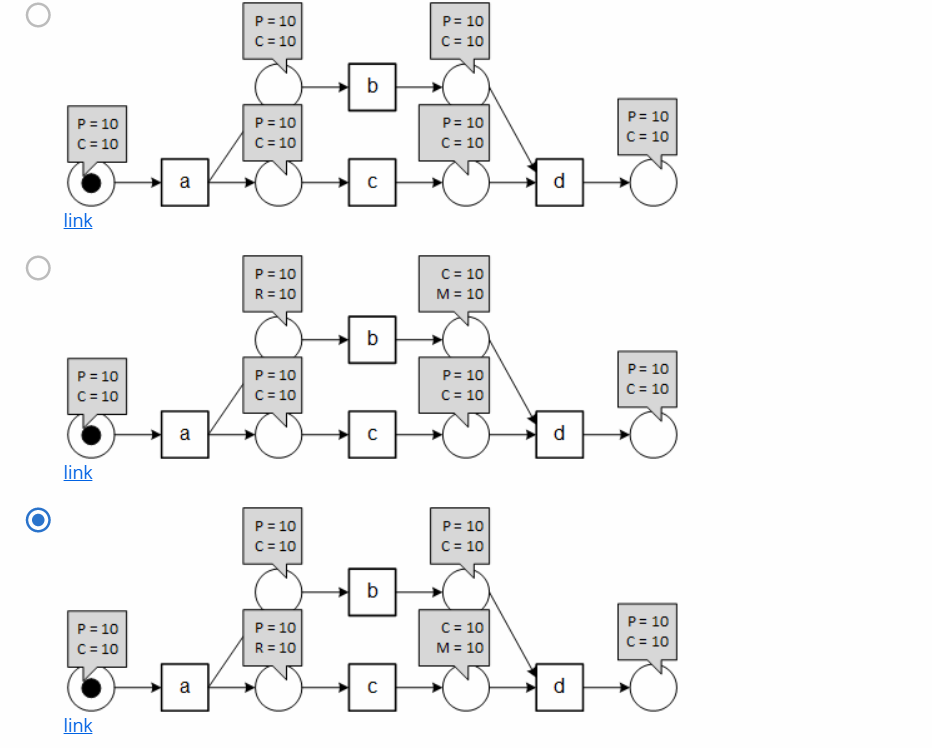 P = 10
C = 10
P = 10
C = 10
b
P = 10
C = 10
P = 10
C = 10
P = 10
C = 10
P = 10
C = 10
a
c
d
link
P = 10
R = 10
C = 10
M = 10
b
P = 10
C = 10
P = 10
C = 10
P = 10
C = 10
P = 10
C = 10
a
c
d
link
P = 10
C = 10
P = 10
C = 10
b
P = 10
C = 10
P = 10
R = 10
C = 10
M = 10
P = 10
C = 10
a
c
d
link